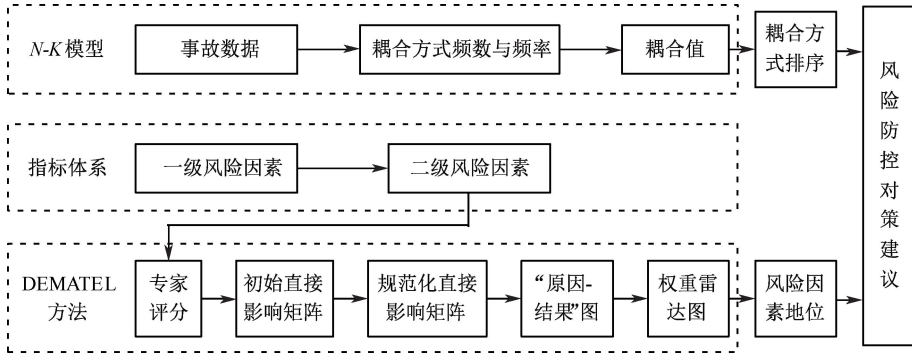 N-K模型
事故数据
耦合方式频数与频率
耦合值
耦合方
式排序
风险防控对策建议
指标体系
一级风险因素
二级风险因素
DEMATEL
方法
专家
评分
初始直接
影响矩阵
规范化直接
影响矩阵
“原因-
结果”图
权重雷
达图
风险因
素地位